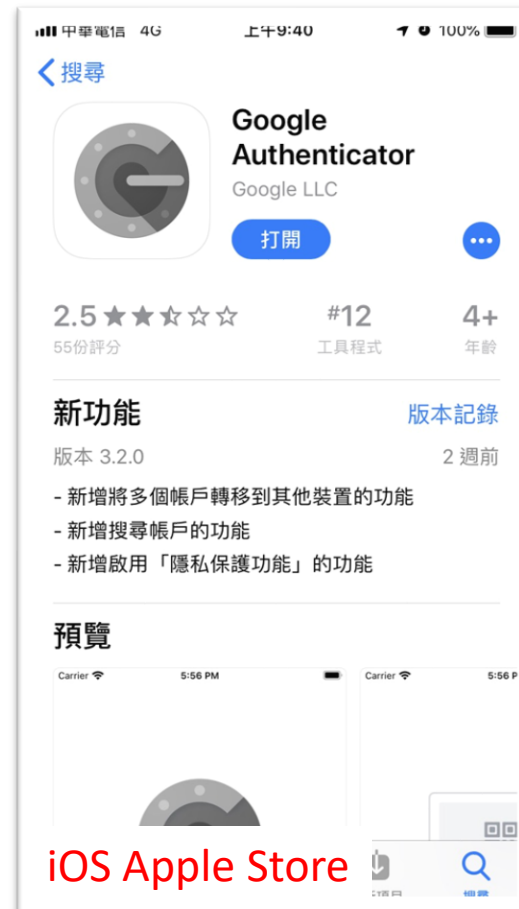 中華電信 4G 上午9:40 100%
搜尋
Google
Authenticator
Google LLC
打開
2.5 #12 4+
55份評分 工具程式 年齡
新功能 版本記錄
版本 3.2.0 2 週前
- 新增將多個帳戶轉移到其他裝置的功能
- 新增搜尋帳戶的功能
- 新增啟用「隱私保護功能」的功能
預覽
Carrier 5:56 PM Carrier 5:56 P
iOS Apple Store
搜尋